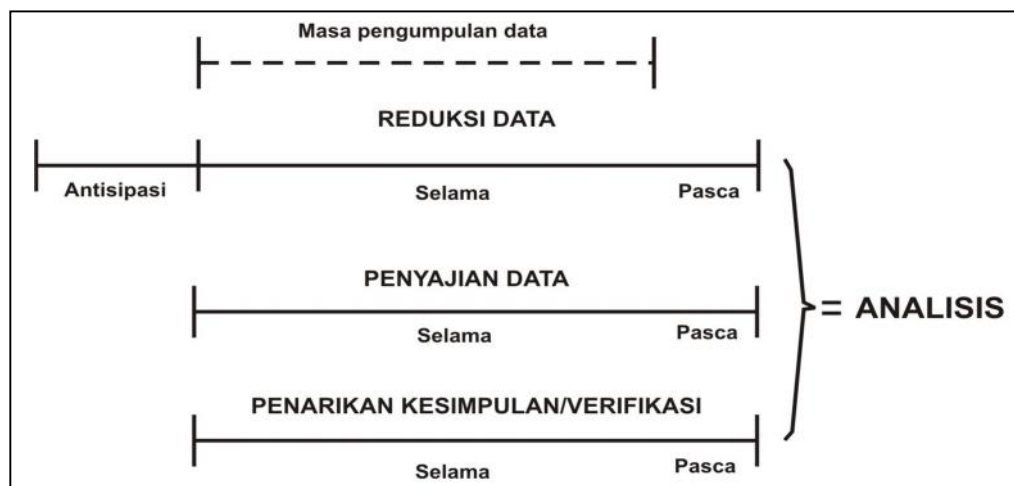 Masa pengumpulan data
REDUKSI DATA
Antisipasi Selama Pasca
PENYAJIAN DATA
Selama Pasca
= ANALISIS
PENARIKAN KESIMPULAN/VERIFIKASI
Selama Pasca